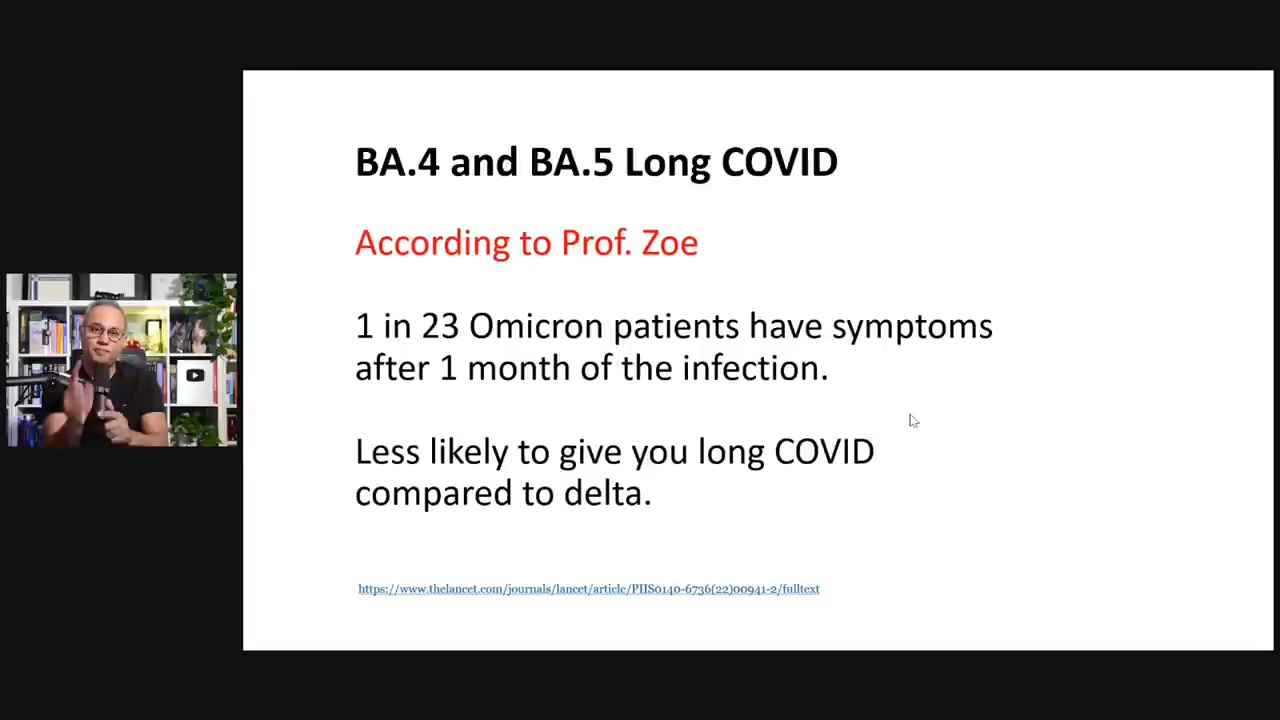 BA.4 and BA.5 Long COVID
According to Prof. Zoe
1 in 23 Omicron patients have symptoms
after 1 month of the infection.
Less likely to give you long COVID
compared to delta.
https://www.thelancet.com/journals/lancet/article/PIIS0140-6736(22)00941-2/fulltext